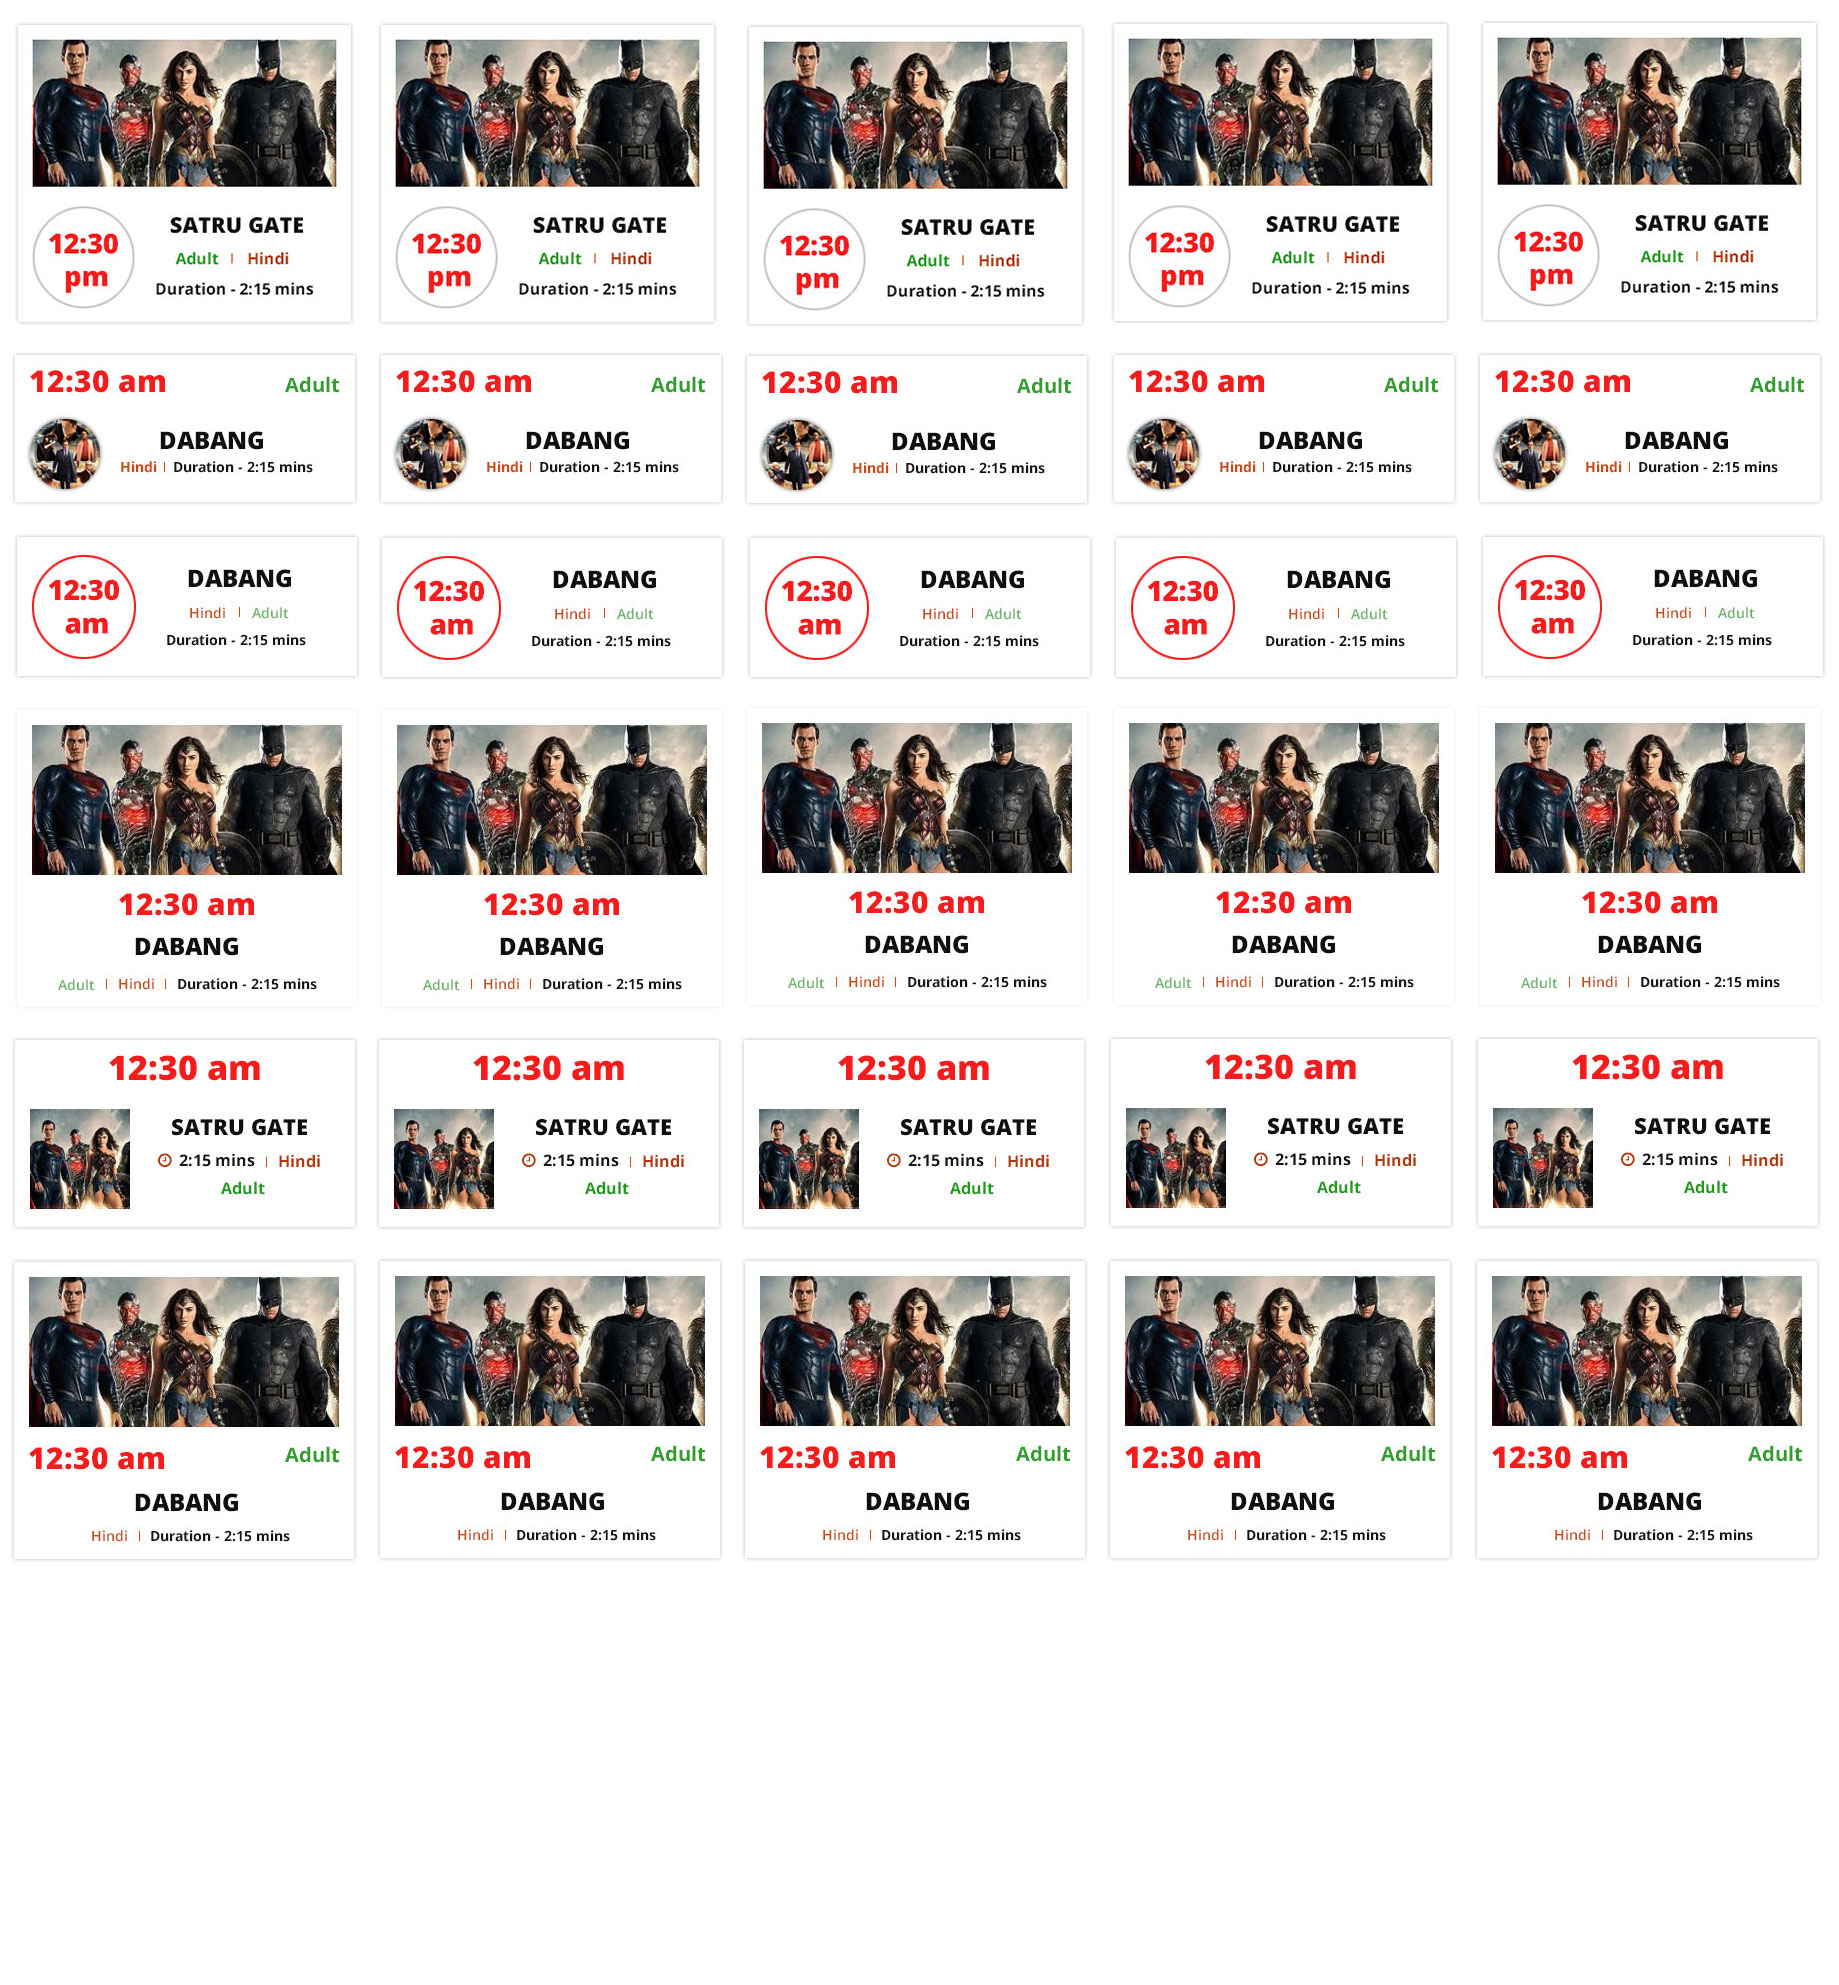 SATRU GATE SATRU GATE SATRU GATE SATRU GATE SATRU GATE
12:30 12:30 12:30 12:30 12:30
Adult | Hindi Adult | Hindi Adult | Hindi Adult | Hindi Adult | Hindi
pm pm pm pm pm
Duration - 2:15 mins Duration - 2:15 mins Duration - 2:15 mins Duration - 2:15 mins Duration - 2:15 mins
12:30 am Adult 12:30 am Adult 12:30 am Adult 12:30 am Adult 12:30 am Adult
DABANG DABANG DABANG DABANG DABANG
Hindi | Duration - 2:15 mins Hindi | Duration - 2:15 mins Hindi | Duration - 2:15 mins Hindi | Duration - 2:15 mins Hindi | Duration - 2:15 mins
DABANG DABANG DABANG DABANG DABANG
12:30 12:30 12:30 12:30 12:30
Hindi | Adult Hindi | Adult Hindi | Adult Hindi | Adult Hindi | Adult
am am am am am
Duration - 2:15 mins Duration - 2:15 mins Duration - 2:15 mins Duration - 2:15 mins Duration - 2:15 mins
12:30 am 12:30 am 12:30 am 12:30 am 12:30 am
DABANG DABANG DABANG DABANG DABANG
Adult | Hindi | Duration - 2:15 mins Adult | Hindi | Duration - 2:15 mins Adult | Hindi | Duration - 2:15 mins Adult | Hindi | Duration - 2:15 mins Adult | Hindi | Duration - 2:15 mins
12:30 am 12:30 am 12:30 am 12:30 am 12:30 am
SATRU GATE SATRU GATE SATRU GATE SATRU GATE SATRU GATE
2:15 mins | Hindi 2:15 mins | Hindi 2:15 mins | Hindi 2:15 mins | Hindi 2:15 mins | Hindi
Adult Adult Adult Adult Adult
12:30 am Adult 12:30 am Adult 12:30 am Adult 12:30 am Adult 12:30 am Adult
DABANG DABANG DABANG DABANG DABANG
Hindi | Duration - 2:15 mins Hindi | Duration - 2:15 mins Hindi | Duration - 2:15 mins Hindi | Duration - 2:15 mins Hindi | Duration - 2:15 mins